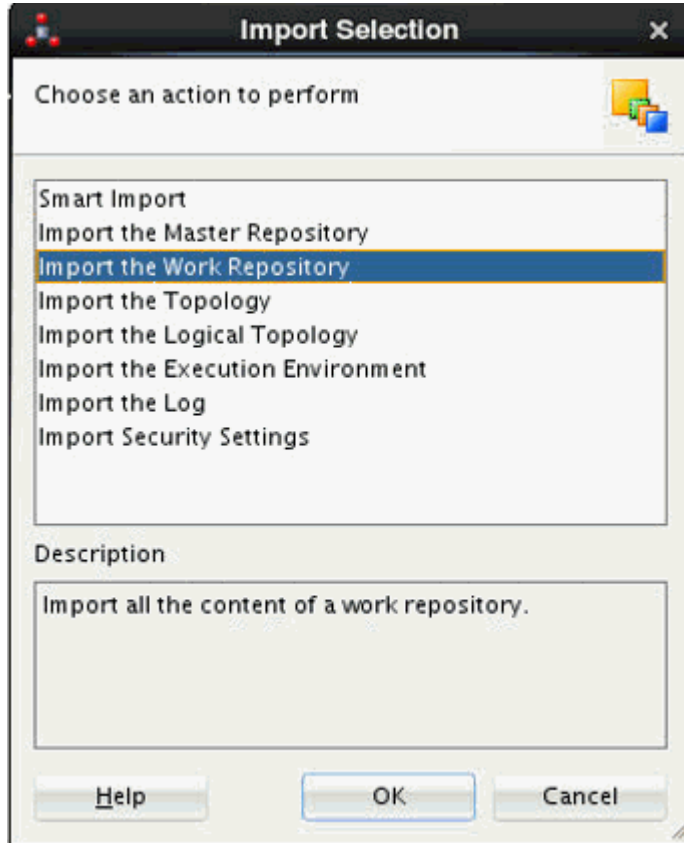 Import Selection
Choose an action to perform
Smart Import
Import the Master Repository
Import the Work Repository
Import the Topology
Import the Logical Topology
Import the Execution Environment
Import the Log
Import Security Settings
Description
Import all the content of a work repository.
Help OK Cancel